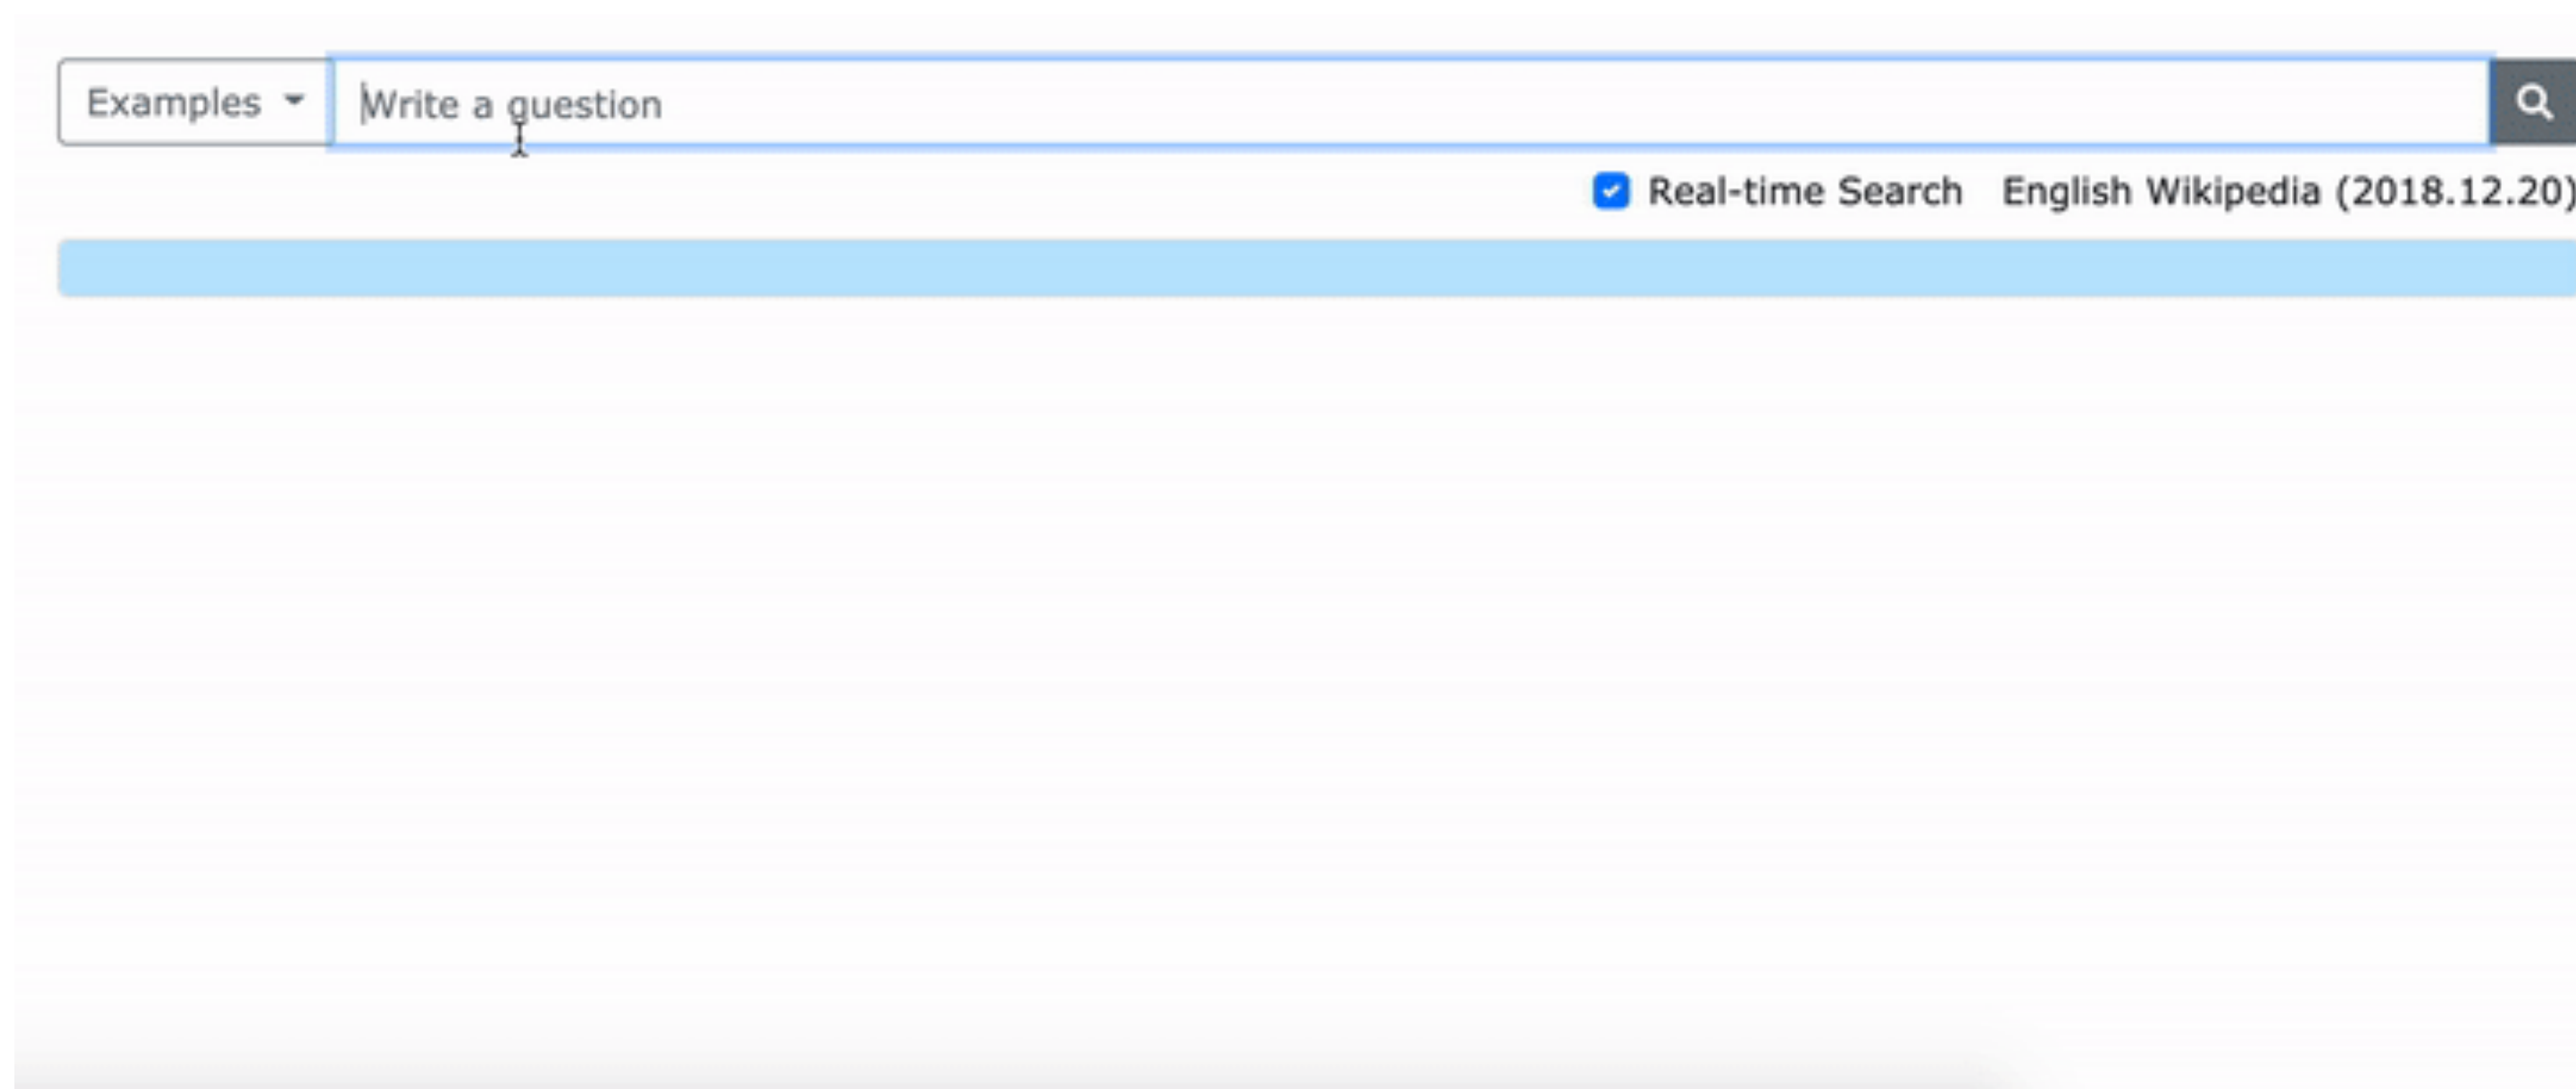 Examples
Write a question
Real-time Search English Wikipedia (2018.12.20)